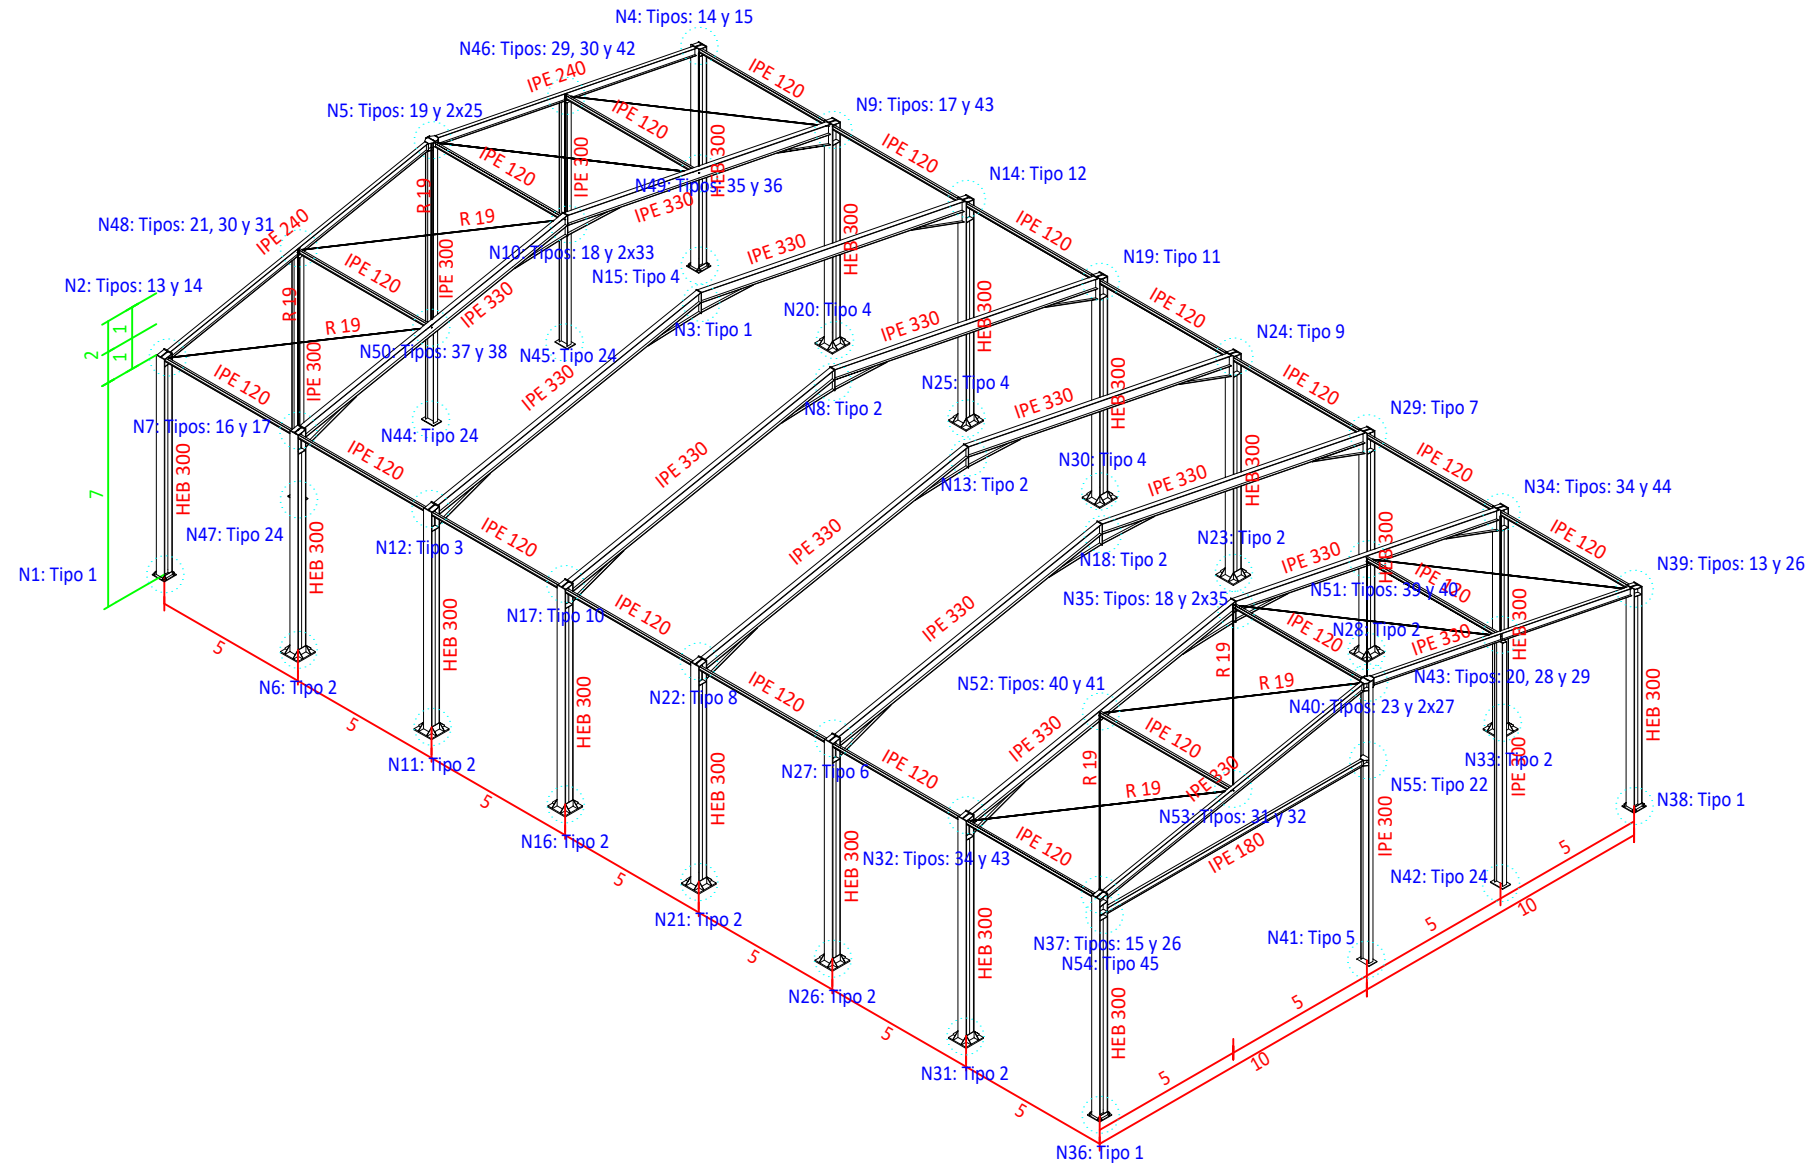 N4: Tipos: 14 y 15
N46: Tipos: 29, 30 y 42
IPE 240
IPE 120
N5: Tipos: 19 y 2x25
N9: Tipos: 17 y 43
IPE 120
HEB 300
IPE 120
IPE 300
IPE 120
N14: Tipo 12
R 19
N49: Tipos: 35 y 36
IPE 330
R 19
N48: Tipos: 21, 30 y 31
IPE 240
N10: Tipos: 18 y 2x33
IPE 330
HEB 300
IPE 120
N19: Tipo 11
N15: Tipo 4
IPE 120
IPE 300
N2: Tipos: 13 y 14
R 19
IPE 330
N20: Tipo 4
HEB 300
IPE 120
1
1
2
R 19
N3: Tipo 1
IPE 330
N24: Tipo 9
N50: Tipos: 37 y 38
N45: Tipo 24
IPE 120
IPE 300
IPE 330
N25: Tipo 4
HEB 300
IPE 120
N7: Tipos: 16 y 17
N8: Tipo 2
IPE 330
N29: Tipo 7
N44: Tipo 24
IPE 120
IPE 330
N30: Tipo 4
HEB 300
IPE 120
7
HEB 300
N13: Tipo 2
IPE 330
N34: Tipos: 34 y 44
N47: Tipo 24
HEB 300
N12: Tipo 3
IPE 120
IPE 330
N23: Tipo 2
HEB 300
IPE 120
N18: Tipo 2
IPE 330
N39: Tipos: 13 y 26
N1: Tipo 1
N35: Tipos: 18 y 2x35
N51: Tipos: 39 y 40
IPE 120
N17: Tipo 10
IPE 120
IPE 330
IPE 120
N28: Tipo 2
IPE 330
HEB 300
5
HEB 300
R 19
N6: Tipo 2
N22: Tipo 8
IPE 120
N52: Tipos: 40 y 41
R 19
N43: Tipos: 20, 28 y 29
N40: Tipos: 23 y 2x27
HEB 300
5
HEB 300
IPE 330
IPE 120
N11: Tipo 2
N27: Tipo 6
IPE 120
R 19
IPE 330
R 19
N33: Tipo 2
IPE 300
N55: Tipo 22
5
HEB 300
N53: Tipos: 31 y 32
N38: Tipo 1
N16: Tipo 2
N32: Tipos: 34 y 43
IPE 120
IPE 180
IPE 300
5
HEB 300
N42: Tipo 24
5
10
N21: Tipo 2
N37: Tipos: 15 y 26
N54: Tipo 45
N41: Tipo 5
5
5
HEB 300
N26: Tipo 2
5
5
HEB 300
N31: Tipo 2
5
10
5
N36: Tipo 1